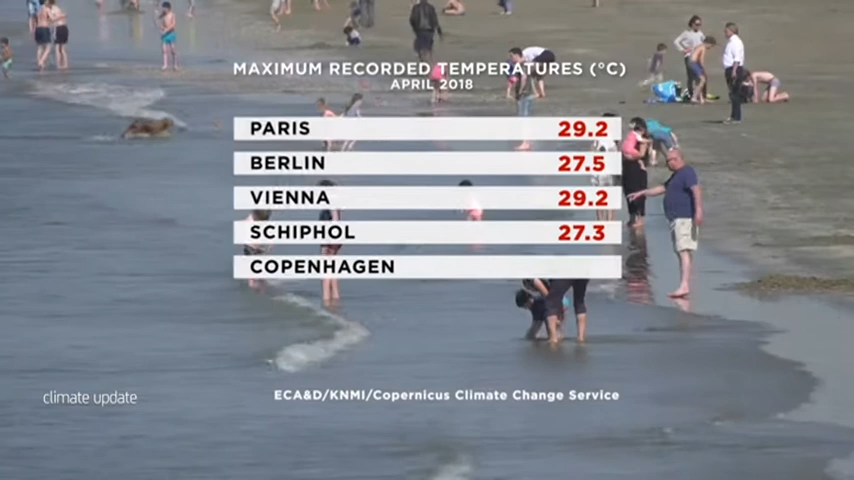 MAXIMUM RECORDED TEMPERATURES (°C)
APRIL 2018
PARIS 29.2
BERLIN 27.5
VIENNA 29.2
SCHIPHOL 27.3
COPENHAGEN
climate update
ECA&D/KNMI/Copernicus Climate Change Service